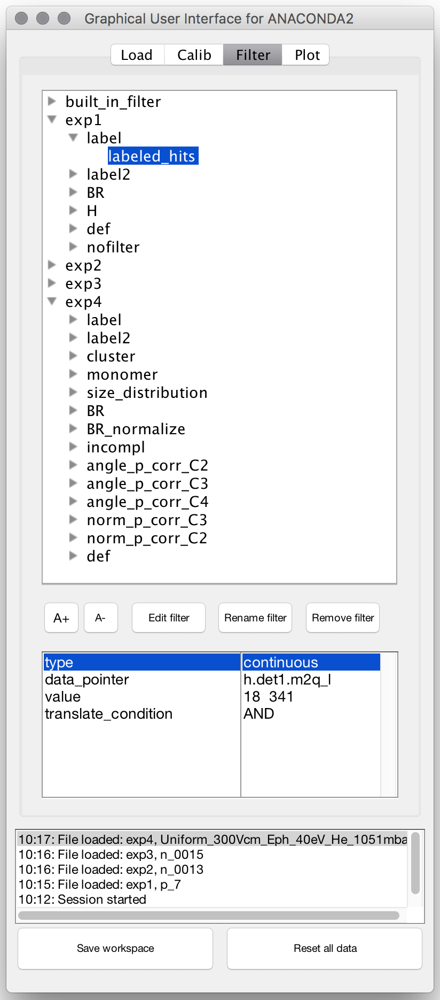 Graphical User Interface for ANACONDA2
Load Calib Filter Plot
built_in_filter
exp1
label
labeled_hits
label2
BR
H
def
nofilter
exp2
exp3
exp4
label
label2
cluster
monomer
size_distribution
BR
BR_normalize
incompl
angle_p_corr_C2
angle_p_corr_C3
angle_p_corr_C4
norm_p_corr_C3
norm_p_corr_C2
def
A+ A- Edit filter Rename filter Remove filter
type continuous
data_pointer h.det1.m2q_l
value 18 341
translate_condition AND
10:17: File loaded: exp4, Uniform_300Vcm_Eph_40eV_He_1051mba
10:16: File loaded: exp3, n_0015
10:16: File loaded: exp2, n_0013
10:15: File loaded: exp1, p_7
10:12: Session started
Save workspace Reset all data